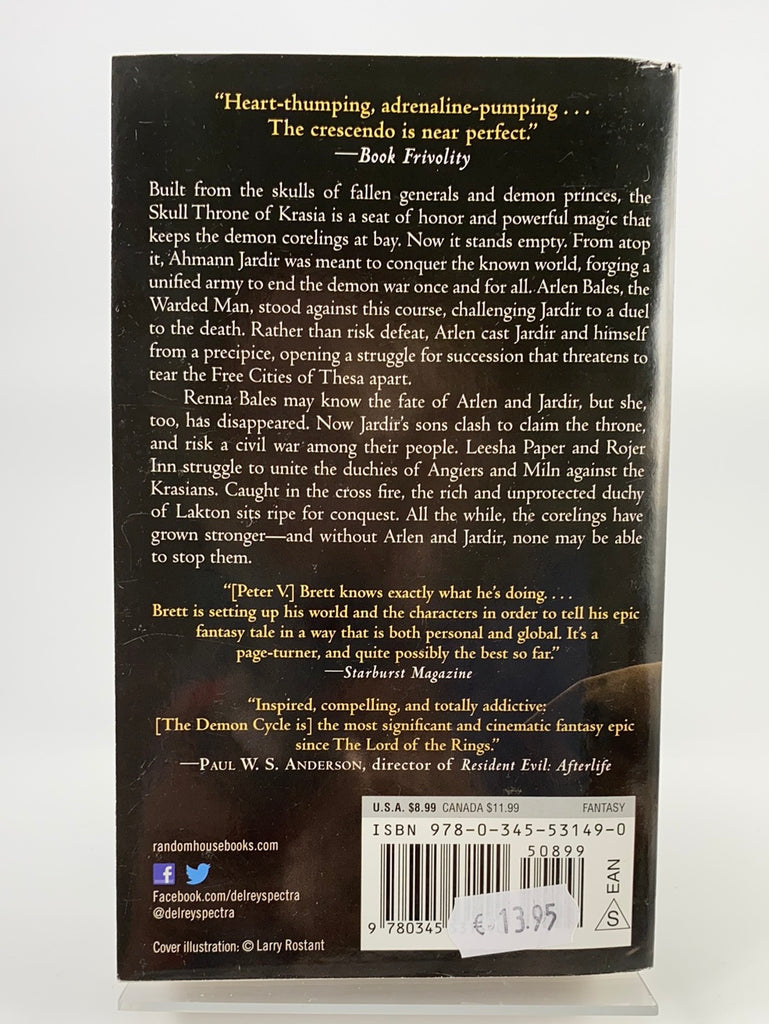 “Heart-thumping, adrenaline-pumping . . .
The crescendo is near perfect.”
—Book Frivolity
Built from the skulls of fallen generals and demon princes, the
Skull Throne of Krasia is a seat of honor and powerful magic that
keeps the demon corelings at bay. Now it stands empty. From atop
it, Ahmann Jardir was meant to conquer the known world, forging a
unified army to end the demon war once and for all. Arlen Bales, the
Warded Man, stood against this course, challenging Jardir to a duel
to the death. Rather than risk defeat, Arlen cast Jardir and himself
from a precipice, opening a struggle for succession that threatens to
tear the Free Cities of Thesa apart.
Renna Bales may know the fate of Arlen and Jardir, but she,
too, has disappeared. Now Jardir’s sons clash to claim the throne,
and risk a civil war among their people. Leesha Paper and Rojer
Inn struggle to unite the duchies of Angiers and Miln against the
Krasians. Caught in the cross fire, the rich and unprotected duchy
of Lakton sits ripe for conquest. All the while, the corelings have
grown stronger—and without Arlen and Jardir, none may be able
to stop them.
“[Peter V.] Brett knows exactly what he’s doing. . . .
Brett is setting up his world and the characters in order to tell his epic
fantasy tale in a way that is both personal and global. It’s a
page-turner, and quite possibly the best so far.”
—Starburst Magazine
“Inspired, compelling, and totally addictive:
[The Demon Cycle is] the most significant and cinematic fantasy epic
since The Lord of the Rings.”
—PAUL W. S. ANDERSON, director of Resident Evil: Afterlife
U.S.A. $8.99 CANADA $11.99 FANTASY
ISBN 978-0-345-53149-0
50899
9 780345
€ 13.95
S EAN
randomhousebooks.com
f
Facebook.com/delreyspectra
@delreyspectra
Cover illustration: © Larry Rostant